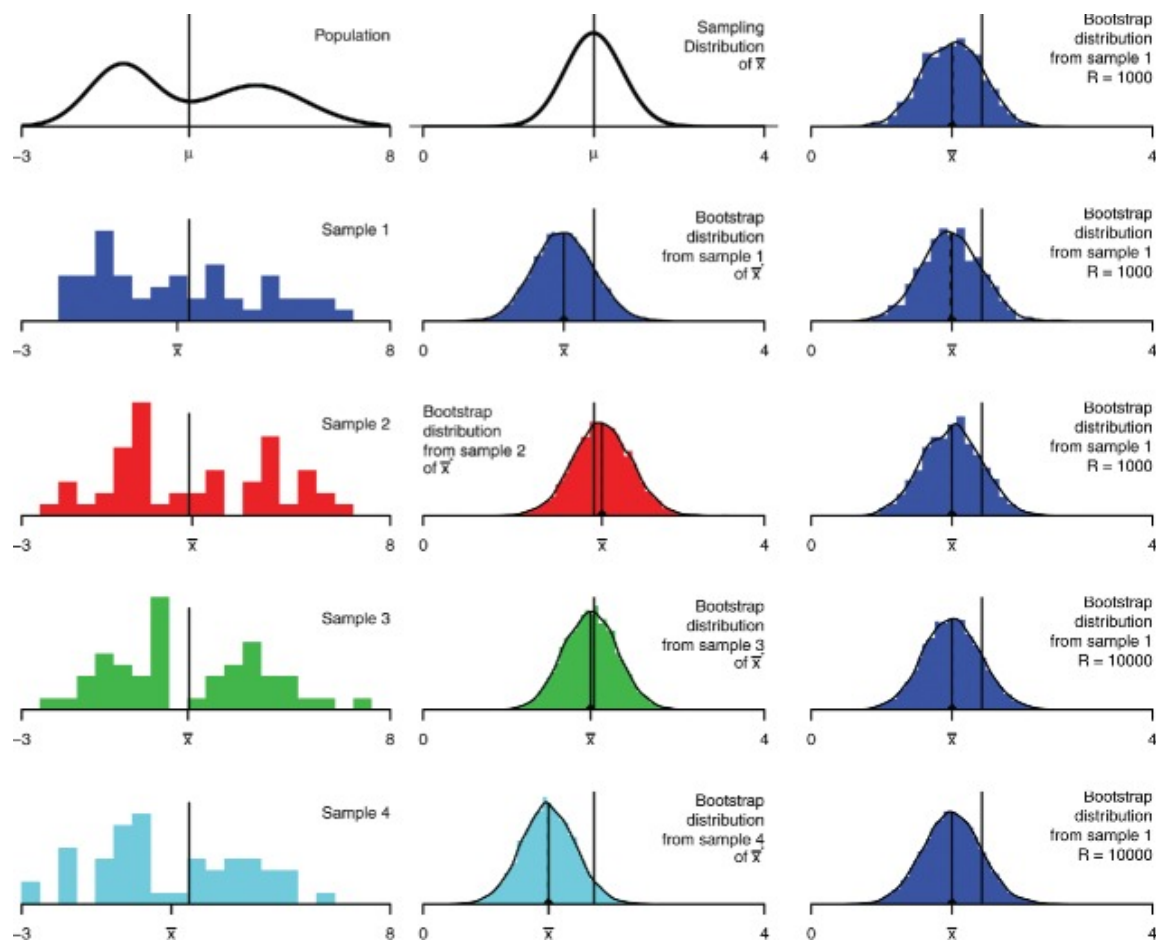 Population
-3 μ 8
Sampling
Distribution
of x̄
0 μ 4
Bootstrap
distribution
from sample 1
R = 1000
0 x̄ 4
Sample 1
-3 x̄ 8
Bootstrap
distribution
from sample 1
of x̄*
0 x̄ 4
Bootstrap
distribution
from sample 1
R = 1000
0 x̄ 4
Sample 2
-3 x̄ 8
Bootstrap
distribution
from sample 2
of x̄*
0 x̄ 4
Bootstrap
distribution
from sample 1
R = 1000
0 x̄ 4
Sample 3
-3 x̄ 8
Bootstrap
distribution
from sample 3
of x̄*
0 x̄ 4
Bootstrap
distribution
from sample 1
R = 10000
0 x̄ 4
Sample 4
-3 x̄ 8
Bootstrap
distribution
from sample 4
of x̄*
0 x̄ 4
Bootstrap
distribution
from sample 1
R = 10000
0 x̄ 4